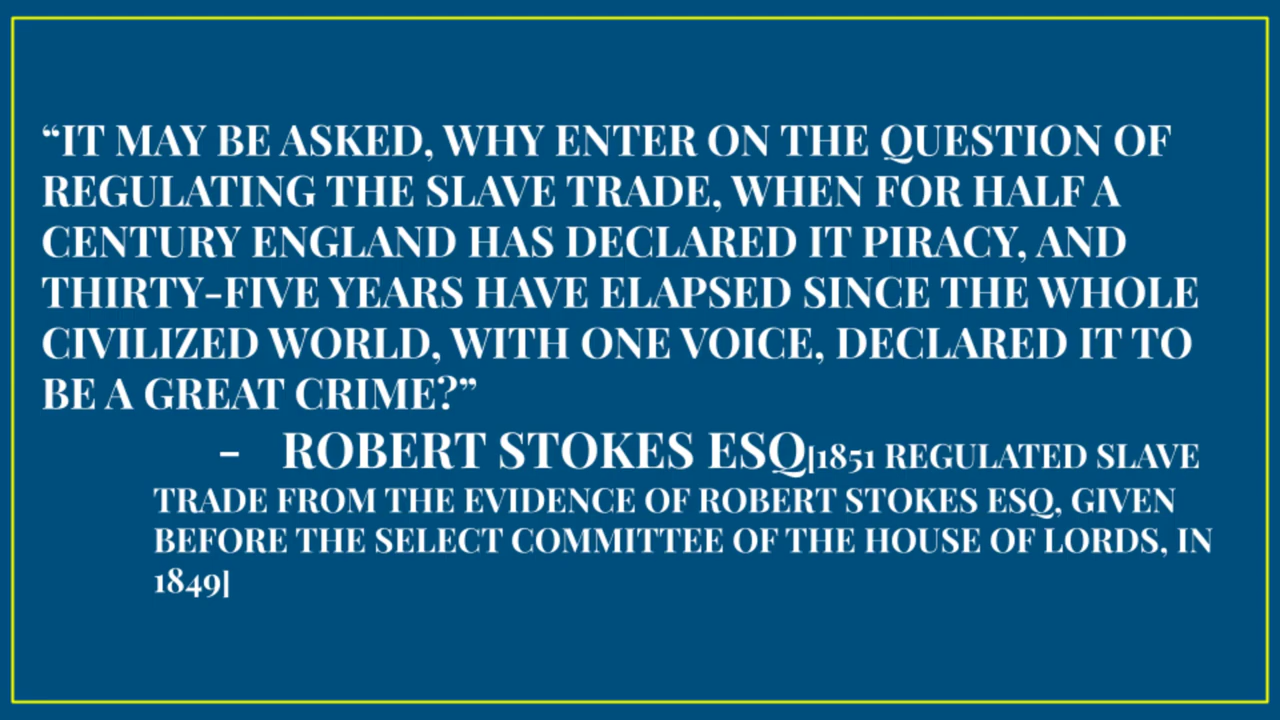 “IT MAY BE ASKED, WHY ENTER ON THE QUESTION OF
REGULATING THE SLAVE TRADE, WHEN FOR HALF A
CENTURY ENGLAND HAS DECLARED IT PIRACY, AND
THIRTY-FIVE YEARS HAVE ELAPSED SINCE THE WHOLE
CIVILIZED WORLD, WITH ONE VOICE, DECLARED IT TO
BE A GREAT CRIME?”
- ROBERT STOKES ESQ[1851 REGULATED SLAVE
TRADE FROM THE EVIDENCE OF ROBERT STOKES ESQ, GIVEN
BEFORE THE SELECT COMMITTEE OF THE HOUSE OF LORDS, IN
1849]